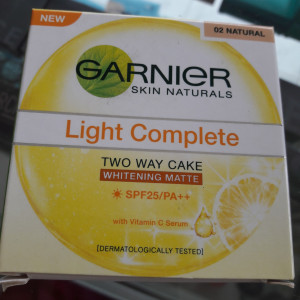 NEW
02 NATURAL
GARNIER
SKIN NATURALS
Light Complete
TWO WAY CAKE
WHITENING MATTE
SPF25/PA++
with Vitamin C Serum
[DERMATOLOGICALLY TESTED]